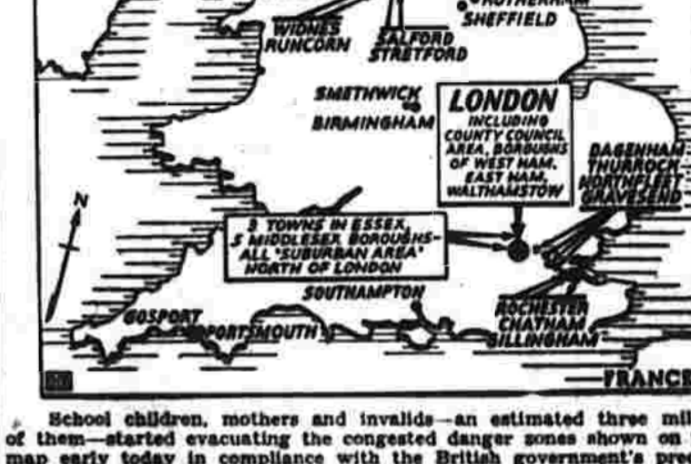 ROTHERHAM
SHEFFIELD
WIDNES
RUNCORN
SALFORD
STRETFORD
SMETHWICK
BIRMINGHAM
LONDON
INCLUDING
COUNTY COUNCIL
AREA, BOROUGHS
OF WEST HAM,
EAST HAM,
WALTHAMSTOW
DAGENHAM
THURROCK
NORTHFLEET
GRAVESEND
N
3 TOWNS IN ESSEX,
5 MIDDLESEX BOROUGHS—
ALL "SUBURBAN AREA"
NORTH OF LONDON
SOUTHAMPTON
GOSPORT
PORTSMOUTH
ROCHESTER
CHATHAM
GILLINGHAM
FRANCE
School children, mothers and invalids—an estimated three mil
of them—started evacuating the congested danger zones shown on
map early today in compliance with the British government's prec